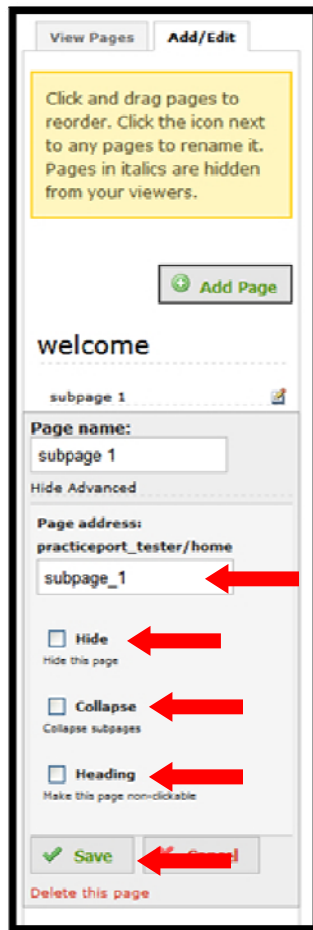 View Pages Add/Edit
Click and drag pages to
reorder. Click the icon next
to any pages to rename it.
Pages in italics are hidden
from your viewers.
Add Page
welcome
subpage 1
Page name:
subpage 1
Hide Advanced
Page address:
practiceport_tester/home
subpage_1
Hide
Hide this page
Collapse
Collapse subpages
Heading
Make this page non-clickable
Save Cancel
Delete this page